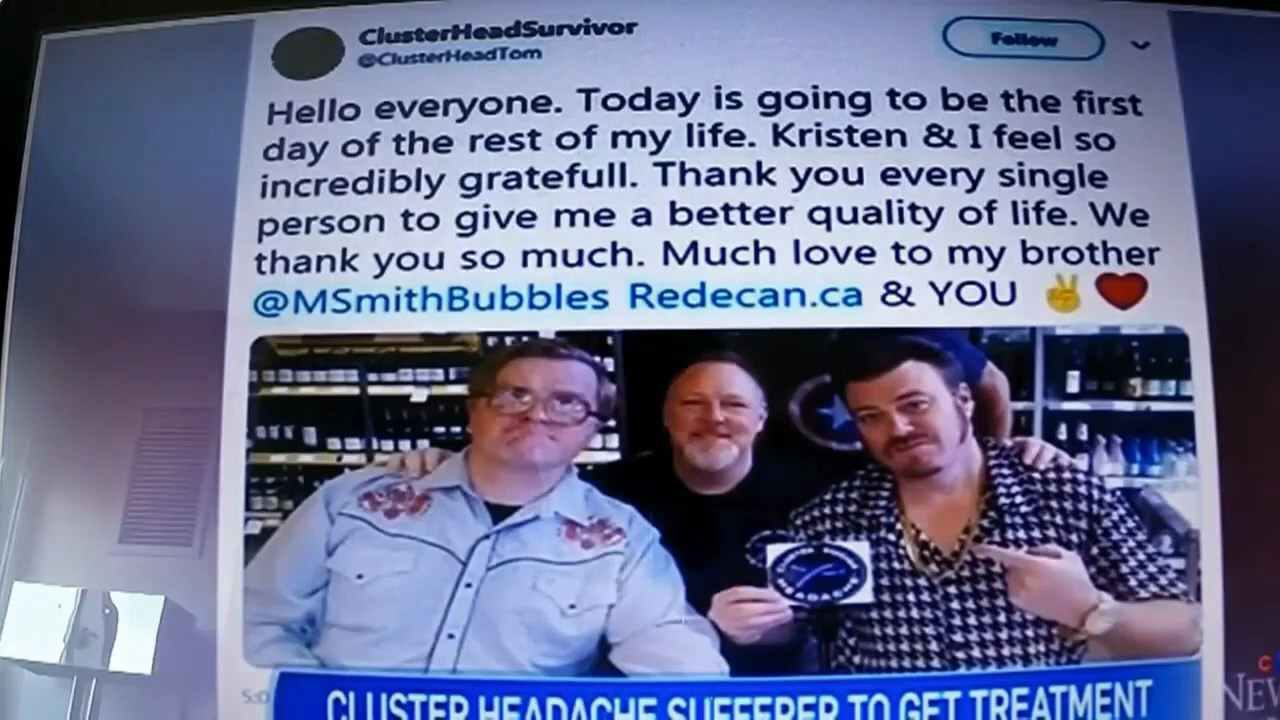 ClusterHeadSurvivor
@ClusterHeadTom
Follow
Hello everyone. Today is going to be the first
day of the rest of my life. Kristen & I feel so
incredibly gratefull. Thank you every single
person to give me a better quality of life. We
thank you so much. Much love to my brother
@MSmithBubbles Redecan.ca & YOU ✌️❤️
CLUSTER HEADACHE SUFFERER TO GET TREATMENT